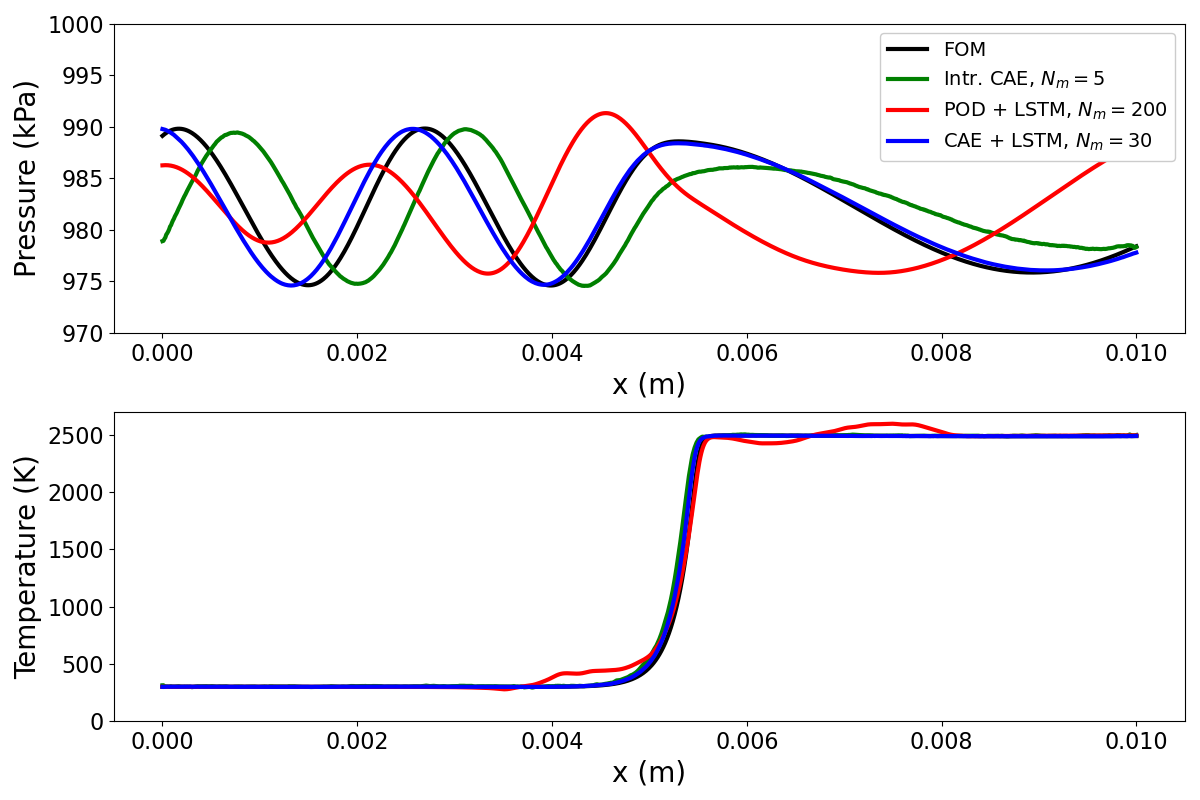 1000
995
990
985
980
975
970
Pressure (kPa)
FOM
Intr. CAE, $N_m = 5$
POD + LSTM, $N_m = 200$
CAE + LSTM, $N_m = 30$
0.000 0.002 0.004 0.006 0.008 0.010
x (m)
2500
2000
1500
1000
500
0
Temperature (K)
0.000 0.002 0.004 0.006 0.008 0.010
x (m)